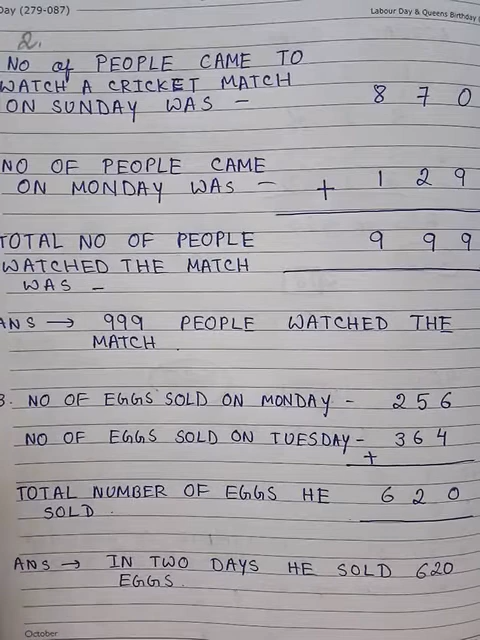 Day (279-087)
Labour Day & Queens Birthday (
2.
NO of PEOPLE CAME TO
WATCH A CRICKET MATCH
ON SUNDAY WAS - 8 7 0
NO OF PEOPLE CAME
ON MONDAY WAS - + 1 2 9
TOTAL NO OF PEOPLE 9 9 9
WATCHED THE MATCH
WAS -
ANS → 999 PEOPLE WATCHED THE
MATCH.
3. NO OF EGGS SOLD ON MONDAY - 2 5 6
NO OF EGGS SOLD ON TUESDAY - 3 6 4
+
TOTAL NUMBER OF EGGS HE 6 2 0
SOLD.
ANS → IN TWO DAYS HE SOLD 620
EGGS.
October